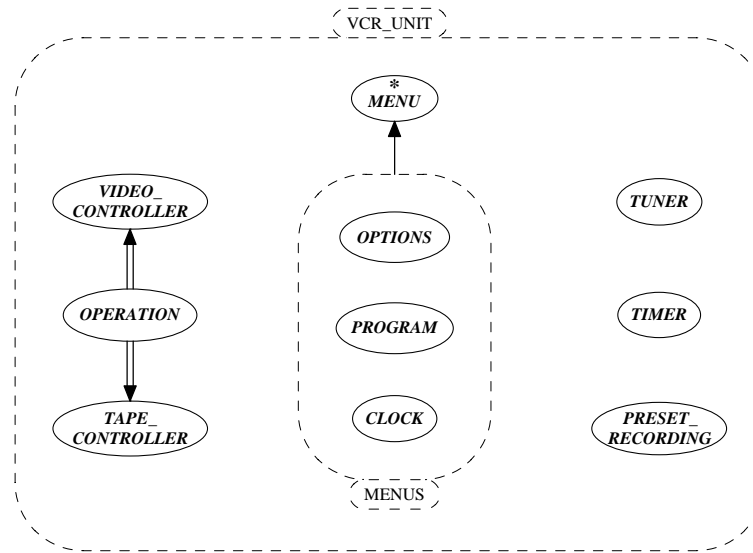 VCR_UNIT
*
MENU
VIDEO_
CONTROLLER
OPERATION
TAPE_
CONTROLLER
OPTIONS
PROGRAM
CLOCK
MENUS
TUNER
TIMER
PRESET_
RECORDING